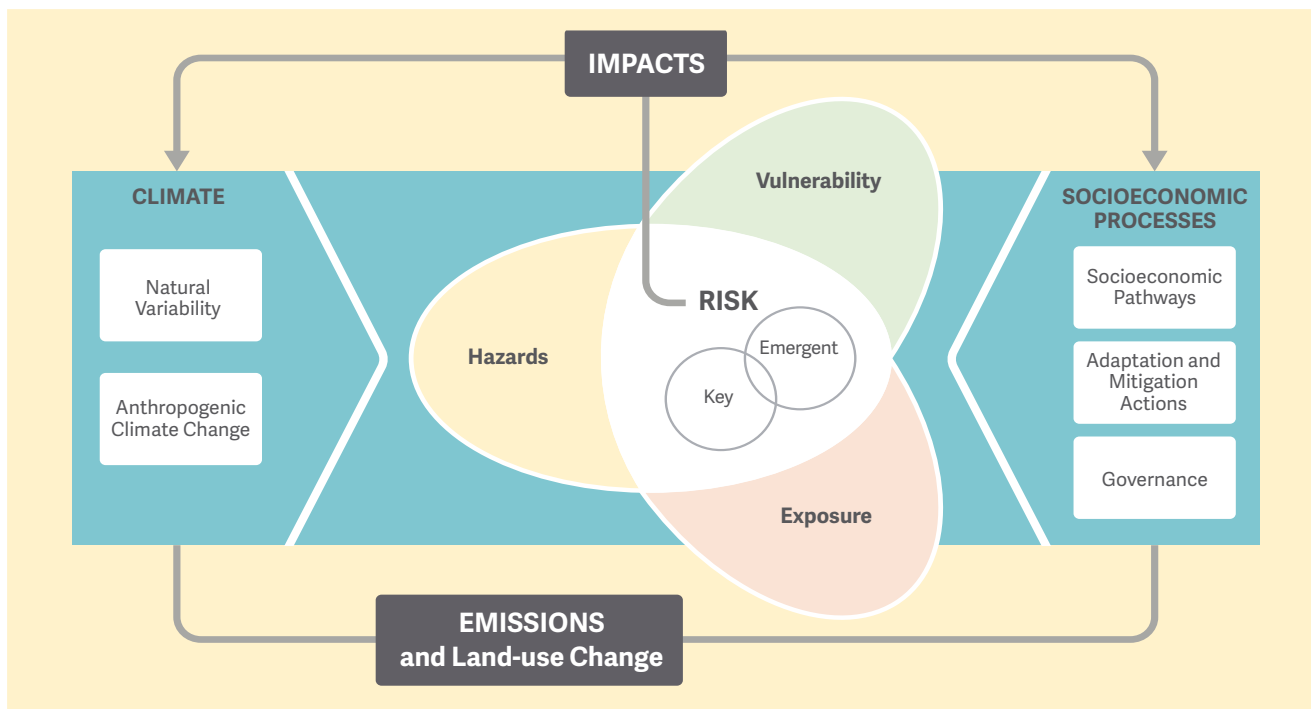 IMPACTS
CLIMATE
Natural
Variability
Anthropogenic
Climate Change
Vulnerability
Hazards
RISK
Emergent
Key
Exposure
SOCIOECONOMIC
PROCESSES
Socioeconomic
Pathways
Adaptation and
Mitigation
Actions
Governance
EMISSIONS
and Land-use Change